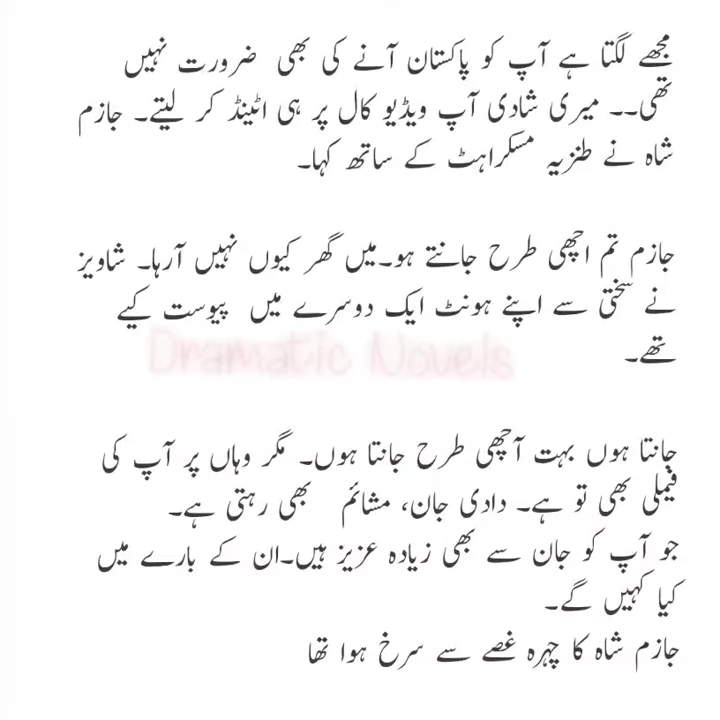 مجھے لگتا ہے آپ کو پاکستان آنے کی بھی ضرورت نہیں
تھی۔۔ میری شادی آپ ویڈیو کال پر ہی اٹینڈ کر لیتے۔ جازم
شاہ نے طنزیہ مسکراہٹ کے ساتھ کہا۔
جازم تم اچھی طرح جانتے ہو۔میں گھر کیوں نہیں آرہا۔ شاویز
نے سختی سے اپنے ہونٹ ایک دوسرے میں پیوست کیے
تھے۔
Dramatic Novels
جانتا ہوں بہت آچھی طرح جانتا ہوں۔ مگر وہاں پر آپ کی
فیملی بھی تو ہے۔ دادی جان، مشائم بھی رہتی ہے۔
جو آپ کو جان سے بھی زیادہ عزیز ہیں۔ان کے بارے میں
کیا کہیں گے۔
جازم شاہ کا چہرہ غصے سے سرخ ہوا تھا